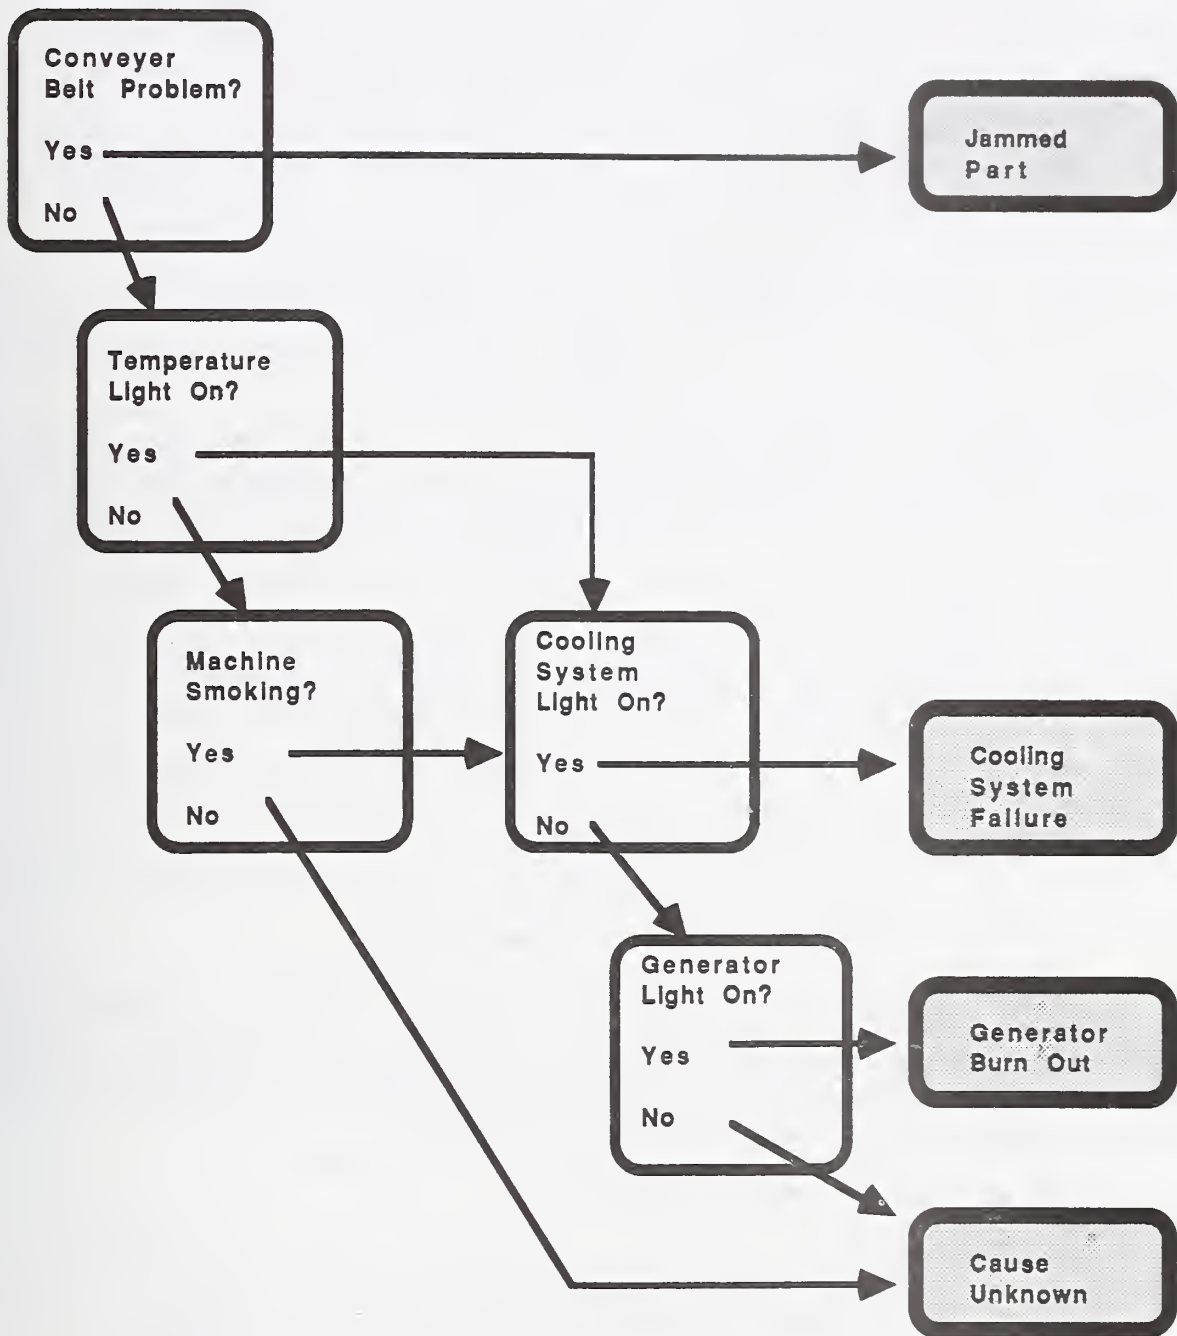 Conveyer
Belt Problem?
Yes
No
Jammed
Part
Temperature
Light On?
Yes
No
Machine
Smoking?
Yes
No
Cooling
System
Light On?
Yes
No
Cooling
System
Failure
Generator
Light On?
Yes
No
Generator
Burn Out
Cause
Unknown